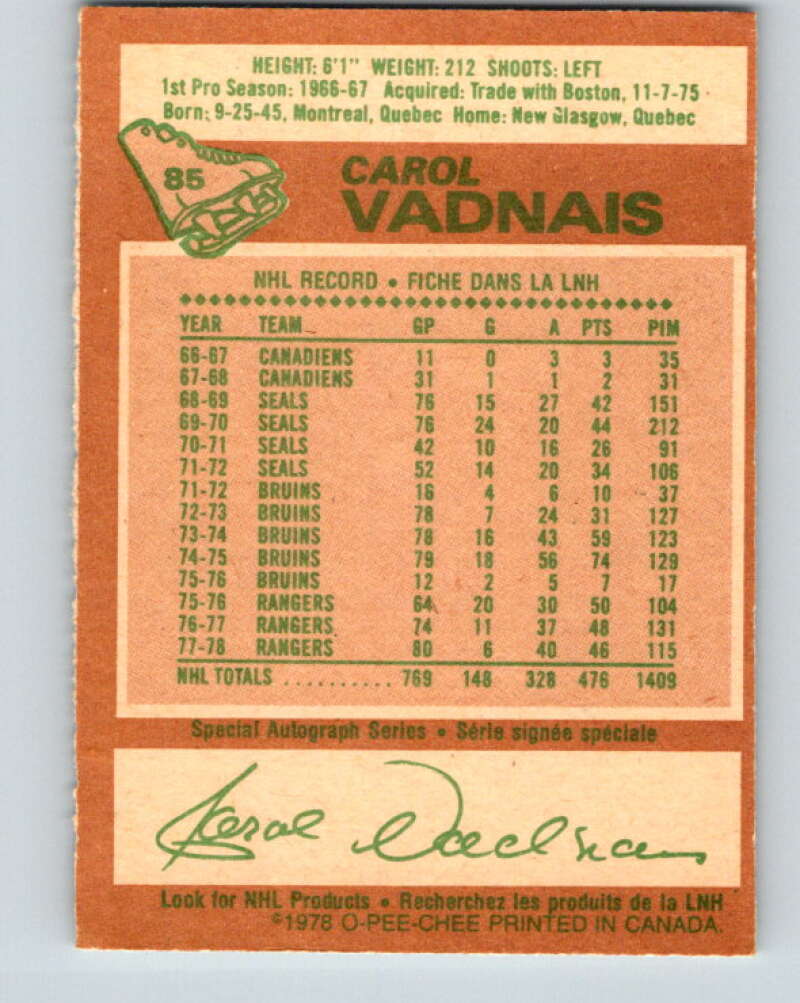 HEIGHT: 6'1" WEIGHT: 212 SHOOTS: LEFT
1st Pro Season: 1966-67 Acquired: Trade with Boston, 11-7-75
Born: 9-25-45, Montreal, Quebec Home: New Glasgow, Quebec
85
CAROL
VADNAIS
NHL RECORD • FICHE DANS LA LNH
YEAR TEAM GP G A PTS PIM
66-67 CANADIENS 11 0 3 3 35
67-68 CANADIENS 31 1 1 2 31
68-69 SEALS 76 15 27 42 151
69-70 SEALS 76 24 20 44 212
70-71 SEALS 42 10 16 26 91
71-72 SEALS 52 14 20 34 106
71-72 BRUINS 16 4 6 10 37
72-73 BRUINS 78 7 24 31 127
73-74 BRUINS 78 16 43 59 123
74-75 BRUINS 79 18 56 74 129
75-76 BRUINS 12 2 5 7 17
75-76 RANGERS 64 20 30 50 104
76-77 RANGERS 74 11 37 48 131
77-78 RANGERS 80 6 40 46 115
NHL TOTALS .......... 769 148 328 476 1409
Special Autograph Series • Série signée spéciale
Carol Vadnais
Look for NHL Products • Recherchez les produits de la LNH
©1978 O-PEE-CHEE PRINTED IN CANADA.